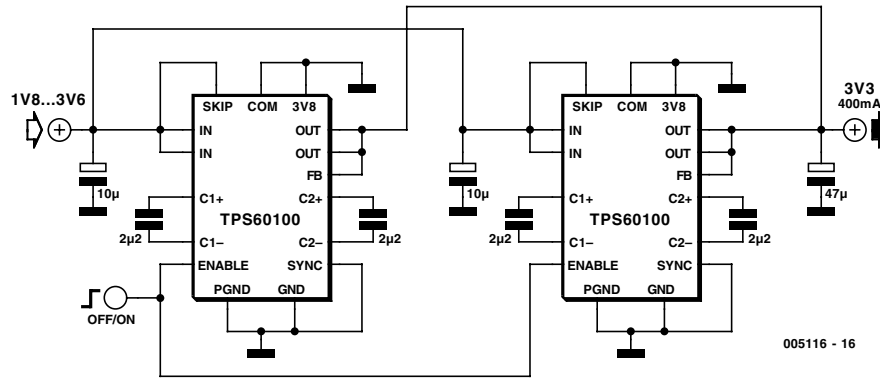 1V8...3V6
10µ
SKIP COM 3V8
IN OUT
IN OUT
FB
C1+ C2+
TPS60100
C1– C2–
ENABLE SYNC
PGND GND
2µ2
2µ2
OFF/ON
10µ
SKIP COM 3V8
IN OUT
IN OUT
FB
C1+ C2+
TPS60100
C1– C2–
ENABLE SYNC
PGND GND
2µ2
2µ2
3V3
400mA
47µ
005116 - 16